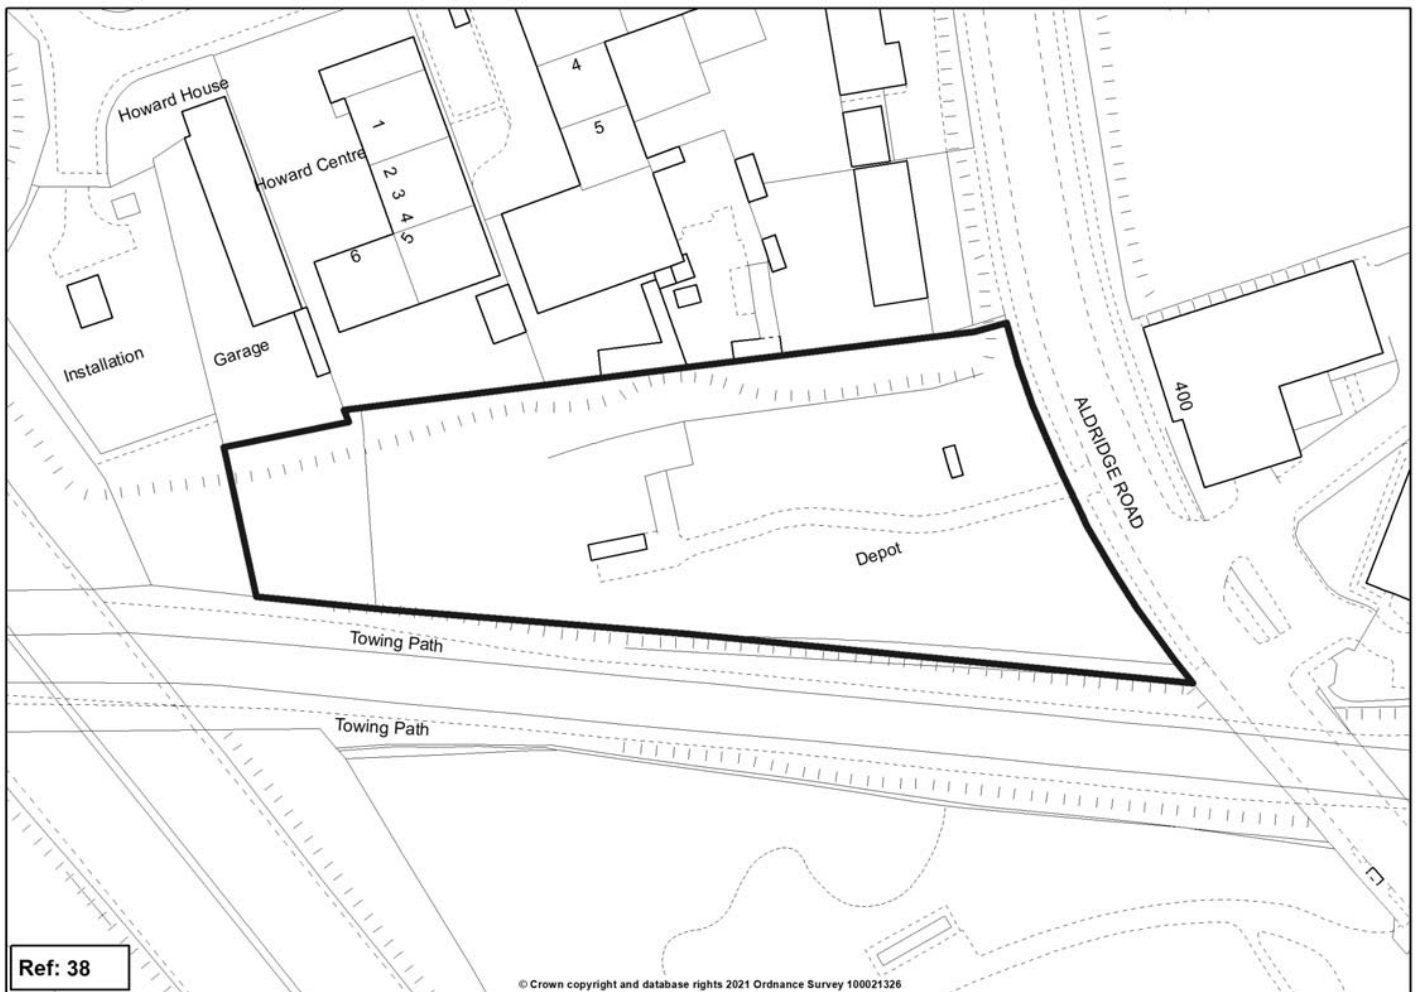 Howard House
Howard Centre
1
2
3
4
5
6
4
5
Installation
Garage
400
ALDRIDGE ROAD
Depot
Towing Path
Towing Path
Ref: 38
© Crown copyright and database rights 2021 Ordnance Survey 100021326